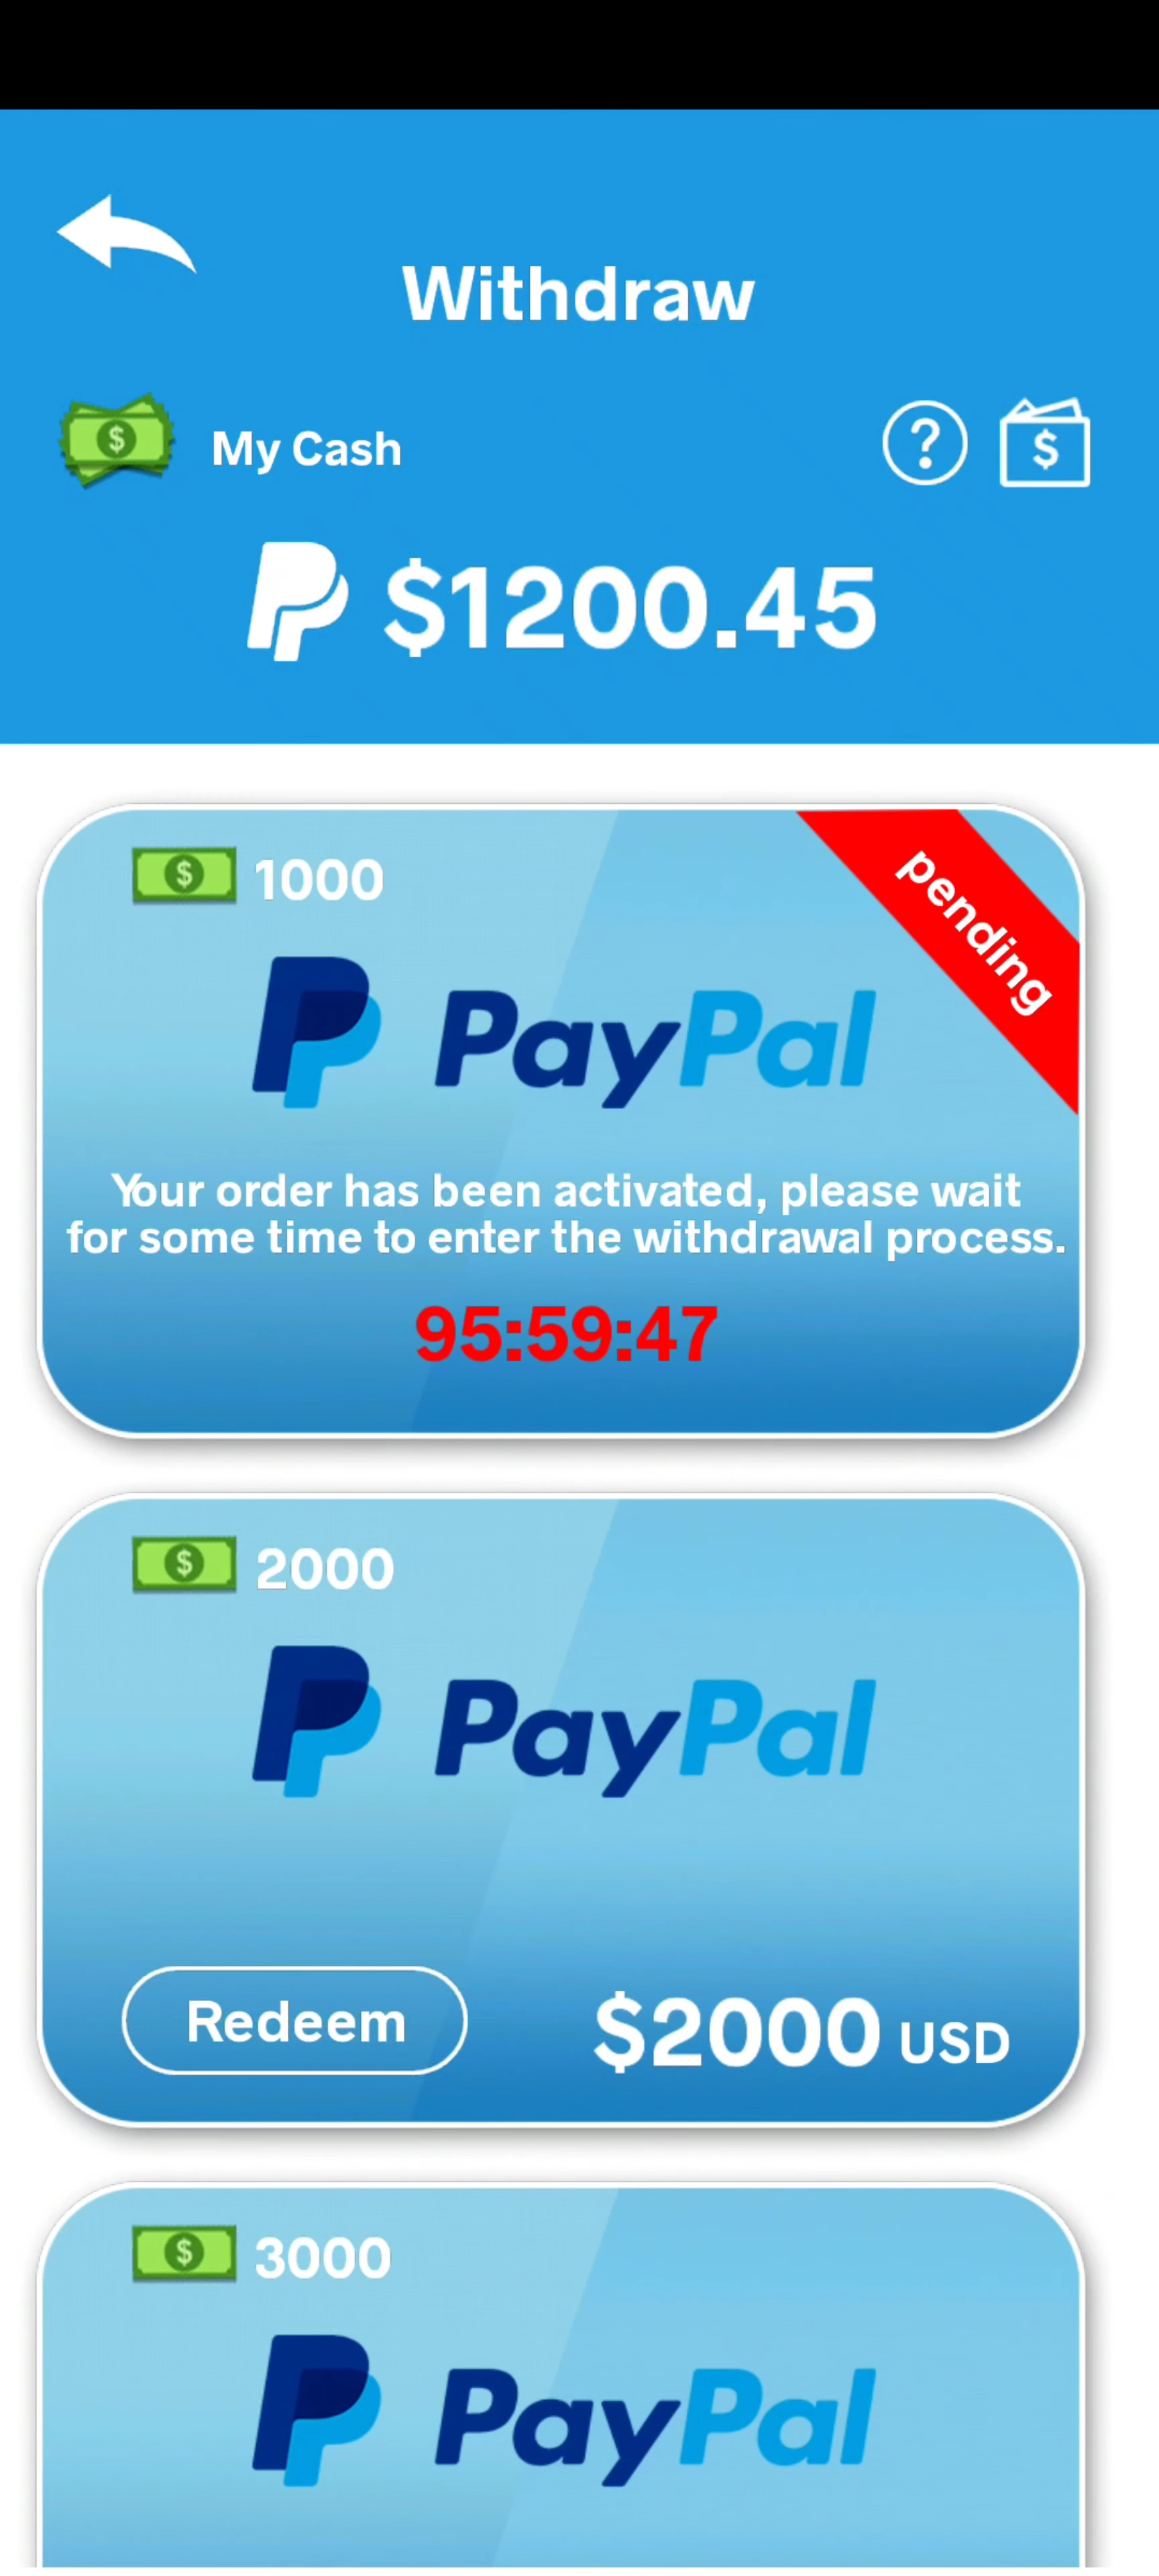 Withdraw
My Cash
$1200.45
1000
pending
PayPal
Your order has been activated, please wait
for some time to enter the withdrawal process.
95:59:47
2000
PayPal
Redeem
$2000 USD
3000
PayPal